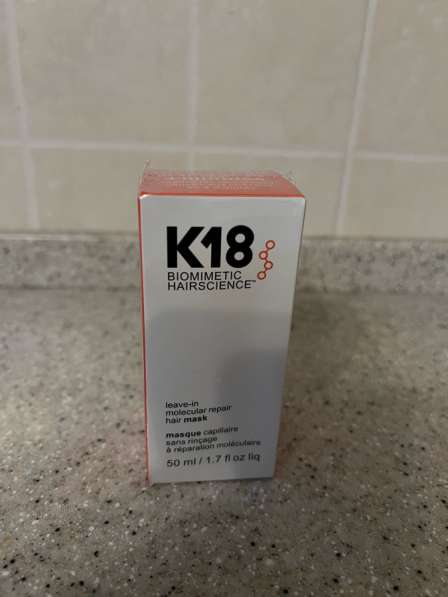 K18
BIOMIMETIC
HAIRSCIENCE™
leave-in
molecular repair
hair mask
masque capillaire
sans rinçage
à réparation moléculaire
50 ml / 1.7 fl oz liq